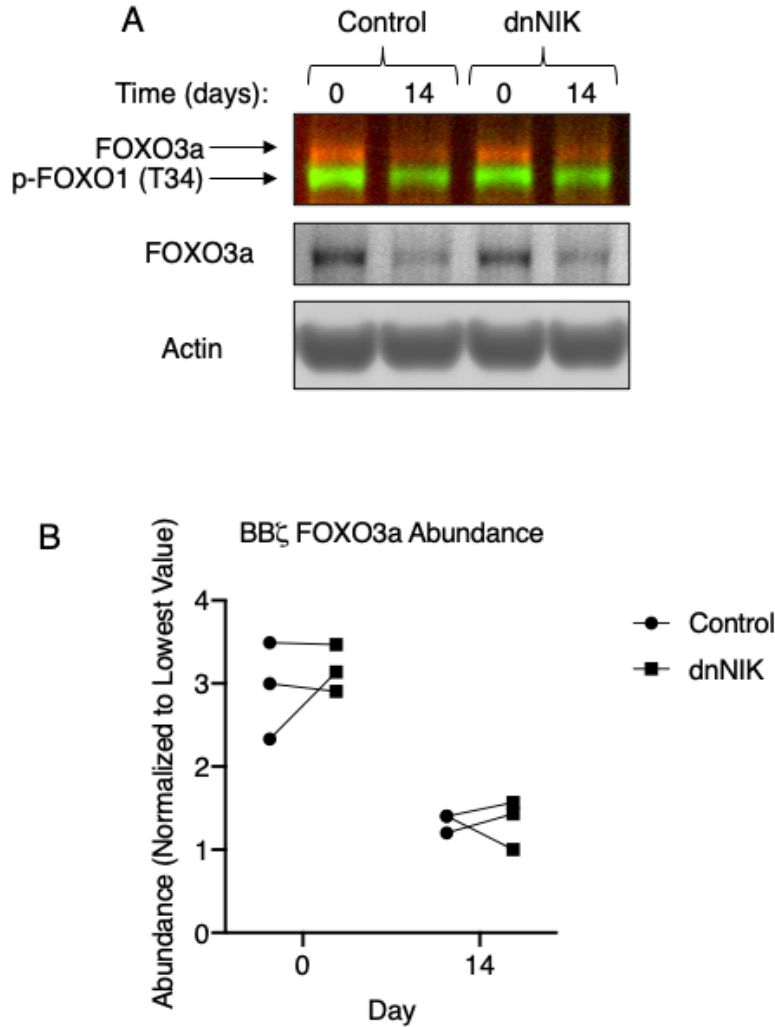 A
Control dnNIK
Time (days): 0 14 0 14
FOXO3a
p-FOXO1 (T34)
FOXO3a
Actin
B
BBζ FOXO3a Abundance
Abundance (Normalized to Lowest Value)
4
3
2
1
0
0 14
Day
Control
dnNIK